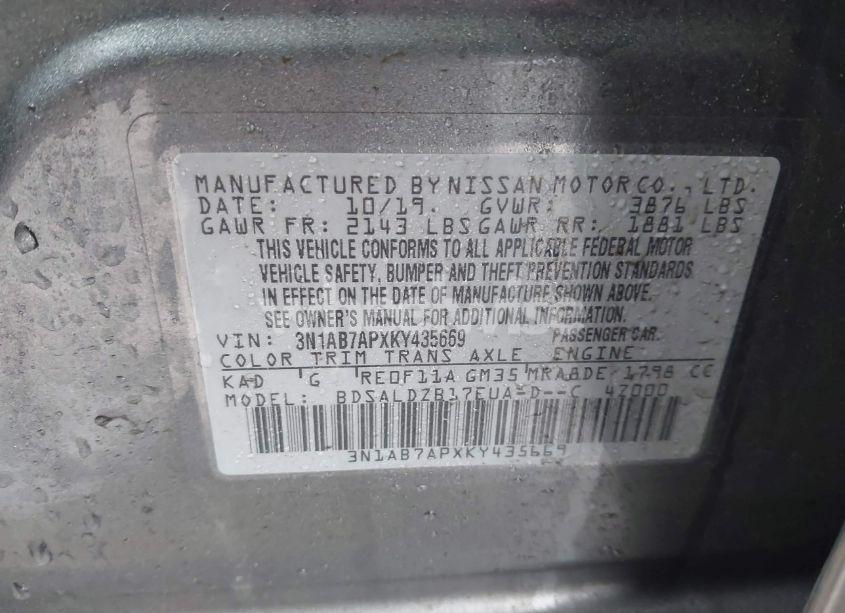 MANUFACTURED BY NISSAN MOTOR CO., LTD.
DATE: 10/19. GVWR: 3876 LBS
GAWR FR: 2143 LBS GAWR RR: 1881 LBS
THIS VEHICLE CONFORMS TO ALL APPLICABLE FEDERAL MOTOR
VEHICLE SAFETY, BUMPER AND THEFT PREVENTION STANDARDS
IN EFFECT ON THE DATE OF MANUFACTURE SHOWN ABOVE.
SEE OWNER'S MANUAL FOR ADDITIONAL INFORMATION.
VIN: 3N1AB7APXKY435669 PASSENGER CAR.
COLOR TRIM TRANS AXLE ENGINE
KAD G RE0F11A GM35 MRA8DE 1798 CC
MODEL: BDSALDZB17EUA-D--C 4Z000
3N1AB7APXKY435669